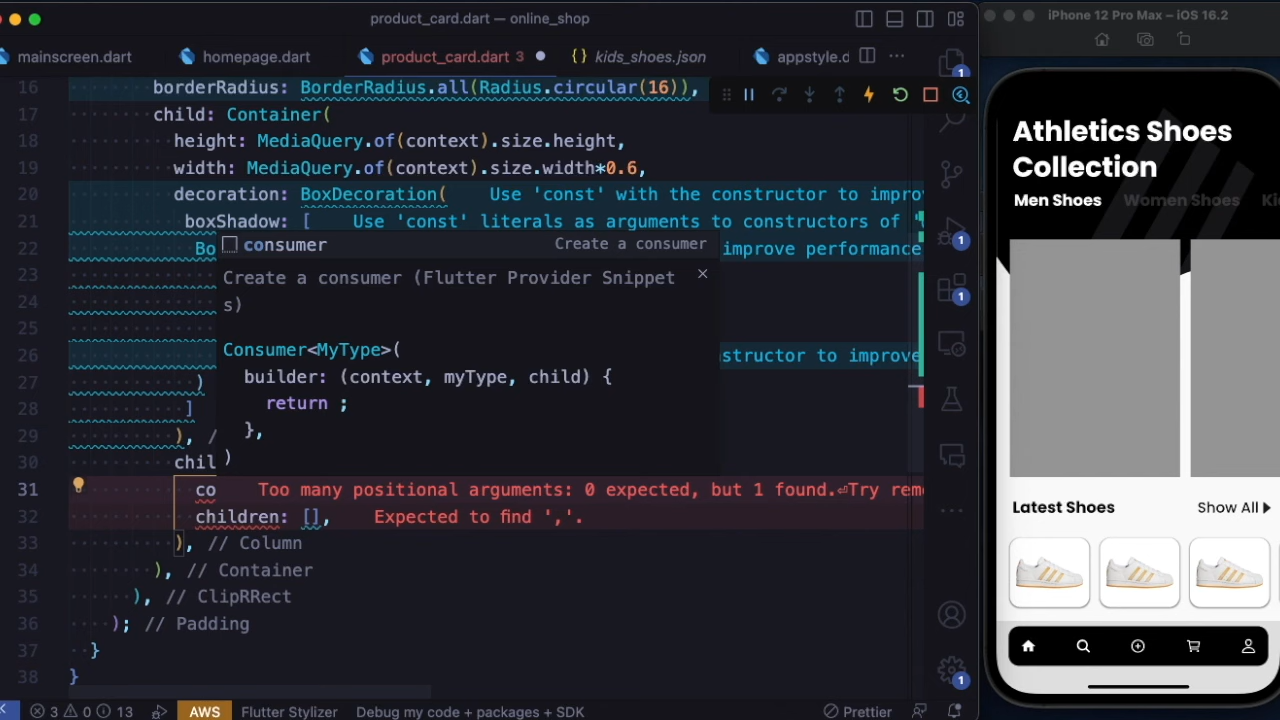 product_card.dart — online_shop
mainscreen.dart
homepage.dart
product_card.dart 3
{} kids_shoes.json
appstyle.d
16 borderRadius: BorderRadius.all(Radius.circular(16)),
17 child: Container(
18 height: MediaQuery.of(context).size.height,
19 width: MediaQuery.of(context).size.width*0.6,
20 decoration: BoxDecoration( Use 'const' with the constructor to improv
21 boxShadow: [ Use 'const' literals as arguments to constructors of '
22 Bo improve performance
consumer Create a consumer
23 Create a consumer (Flutter Provider Snippet
24 s)
25
26 Consumer<MyType>( structor to improve
27 ) builder: (context, myType, child) {
28 ] return ;
29 ), / },
30 chil )
31 co Too many positional arguments: 0 expected, but 1 found.⏎Try remo
32 children: [], Expected to find ','.
33 ), // Column
34 ), // Container
35 ), // ClipRRect
36 ); // Padding
37 }
38 }
3 0 13 AWS Flutter Stylizer Debug my code + packages + SDK Prettier
1
1
1
1
iPhone 12 Pro Max – iOS 16.2
Athletics Shoes
Collection
Men Shoes Women Shoes Ki
Latest Shoes Show All